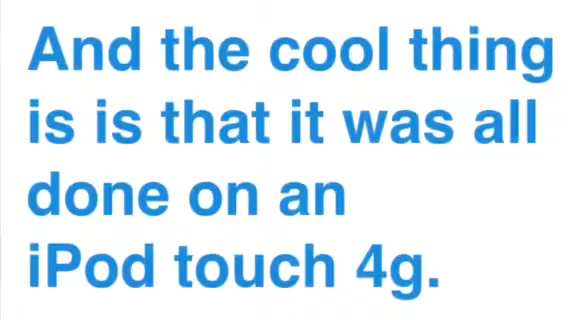 And the cool thing
is is that it was all
done on an
iPod touch 4g.